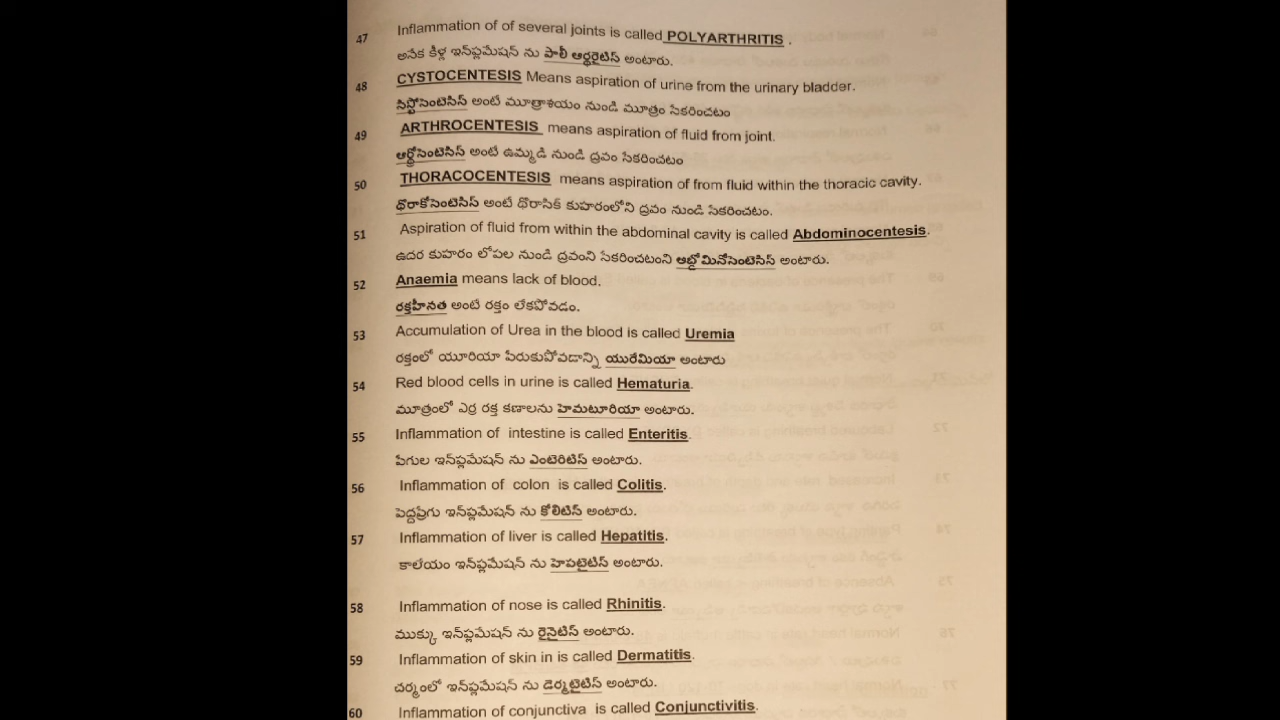 47 Inflammation of of several joints is called POLYARTHRITIS .
అనేక కీళ్ల ఇన్‌ఫ్లమేషన్ ను పాలీ ఆర్థరైటిస్ అంటారు.
48 CYSTOCENTESIS Means aspiration of urine from the urinary bladder.
సిస్టోసెంటెసిస్ అంటే మూత్రాశయం నుండి మూత్రం సేకరించటం
49 ARTHROCENTESIS means aspiration of fluid from joint.
ఆర్థ్రోసెంటెసిస్ అంటే ఉమ్మడి నుండి ద్రవం సేకరించటం
50 THORACOCENTESIS means aspiration of from fluid within the thoracic cavity.
థొరాకోసెంటెసిస్ అంటే థొరాసిక్ కుహరంలోని ద్రవం నుండి సేకరించటం.
51 Aspiration of fluid from within the abdominal cavity is called Abdominocentesis.
ఉదర కుహరం లోపల నుండి ద్రవంని సేకరించటంని ఆబ్డోమినోసెంటెసిస్ అంటారు.
52 Anaemia means lack of blood.
రక్తహీనత అంటే రక్తం లేకపోవడం.
53 Accumulation of Urea in the blood is called Uremia
రక్తంలో యూరియా పేరుకుపోవడాన్ని యురేమియా అంటారు
54 Red blood cells in urine is called Hematuria.
మూత్రంలో ఎర్ర రక్త కణాలను హెమటూరియా అంటారు.
55 Inflammation of intestine is called Enteritis.
పేగుల ఇన్‌ఫ్లమేషన్ ను ఎంటెరిటిస్ అంటారు.
56 Inflammation of colon is called Colitis.
పెద్దప్రేగు ఇన్‌ఫ్లమేషన్ ను కోలిటిస్ అంటారు.
57 Inflammation of liver is called Hepatitis.
కాలేయం ఇన్‌ఫ్లమేషన్ ను హెపటైటిస్ అంటారు.
58 Inflammation of nose is called Rhinitis.
ముక్కు ఇన్‌ఫ్లమేషన్ ను రైనైటిస్ అంటారు.
59 Inflammation of skin in is called Dermatitis.
చర్మంలో ఇన్‌ఫ్లమేషన్ ను డెర్మటైటిస్ అంటారు.
60 Inflammation of conjunctiva is called Conjunctivitis.